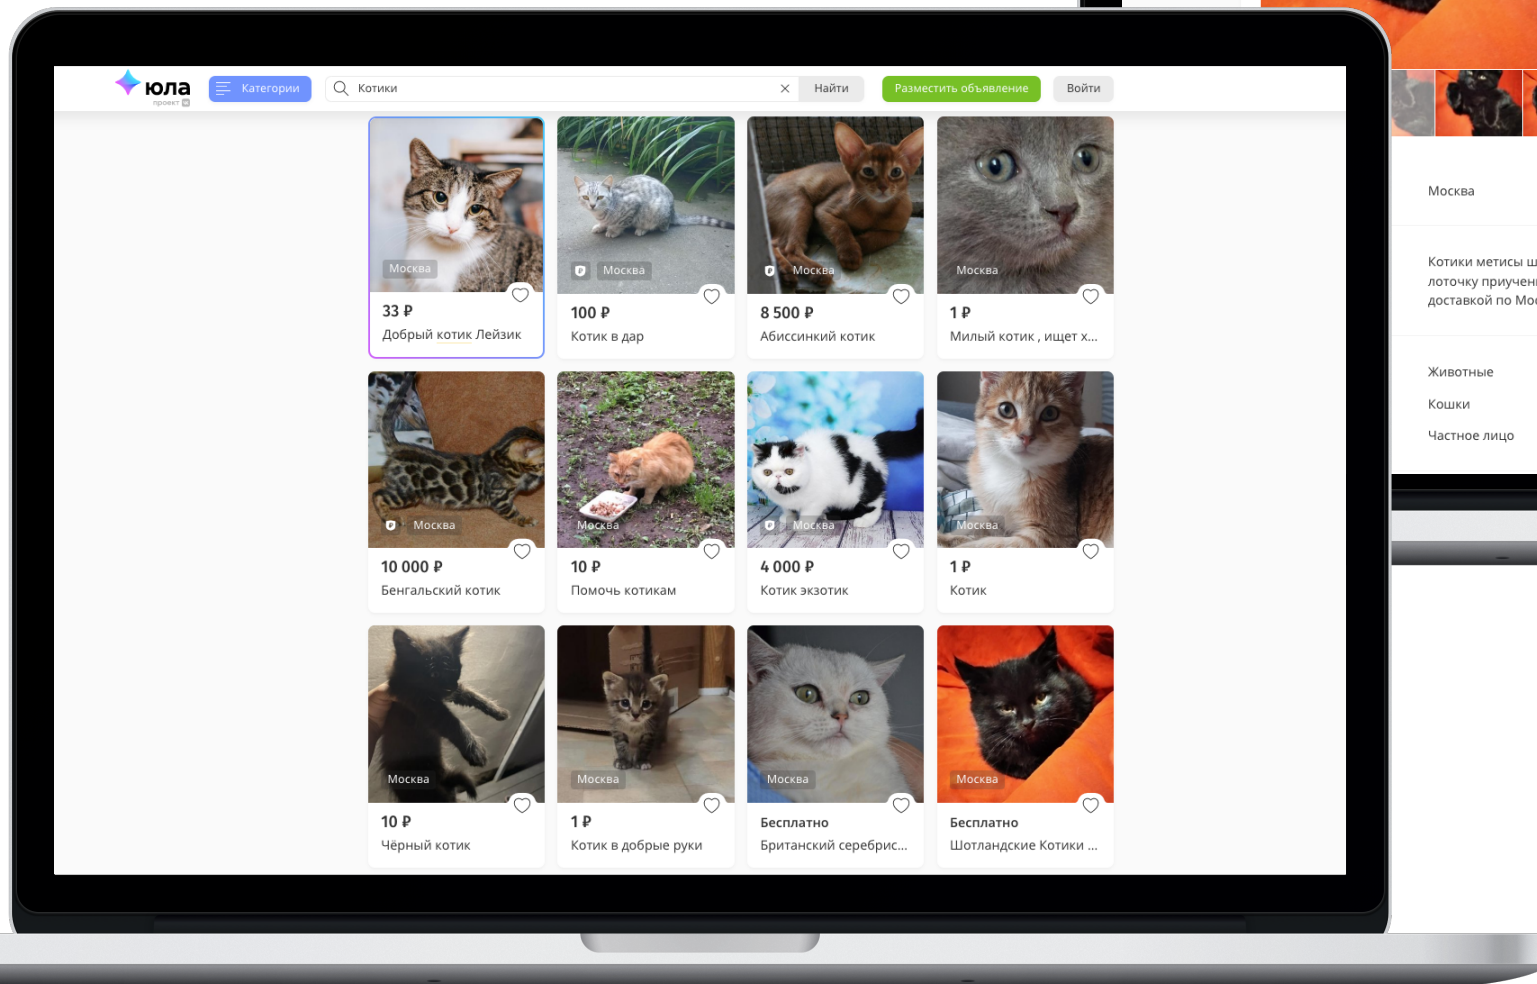 юла
проект
Категории
Котики
Найти
Разместить объявление
Войти
Москва
33 ₽
Добрый котик Лейзик
Москва
100 ₽
Котик в дар
Москва
8 500 ₽
Абиссинкий котик
Москва
1 ₽
Милый котик , ищет х...
Москва
10 000 ₽
Бенгальский котик
Москва
10 ₽
Помочь котикам
Москва
4 000 ₽
Котик экзотик
Москва
1 ₽
Котик
Москва
10 ₽
Чёрный котик
Москва
1 ₽
Котик в добрые руки
Москва
Бесплатно
Британский серебрис...
Москва
Бесплатно
Шотландские Котики ...
Москва
Котики метисы ш
лоточку приучен
доставкой по Мо
Животные
Кошки
Частное лицо